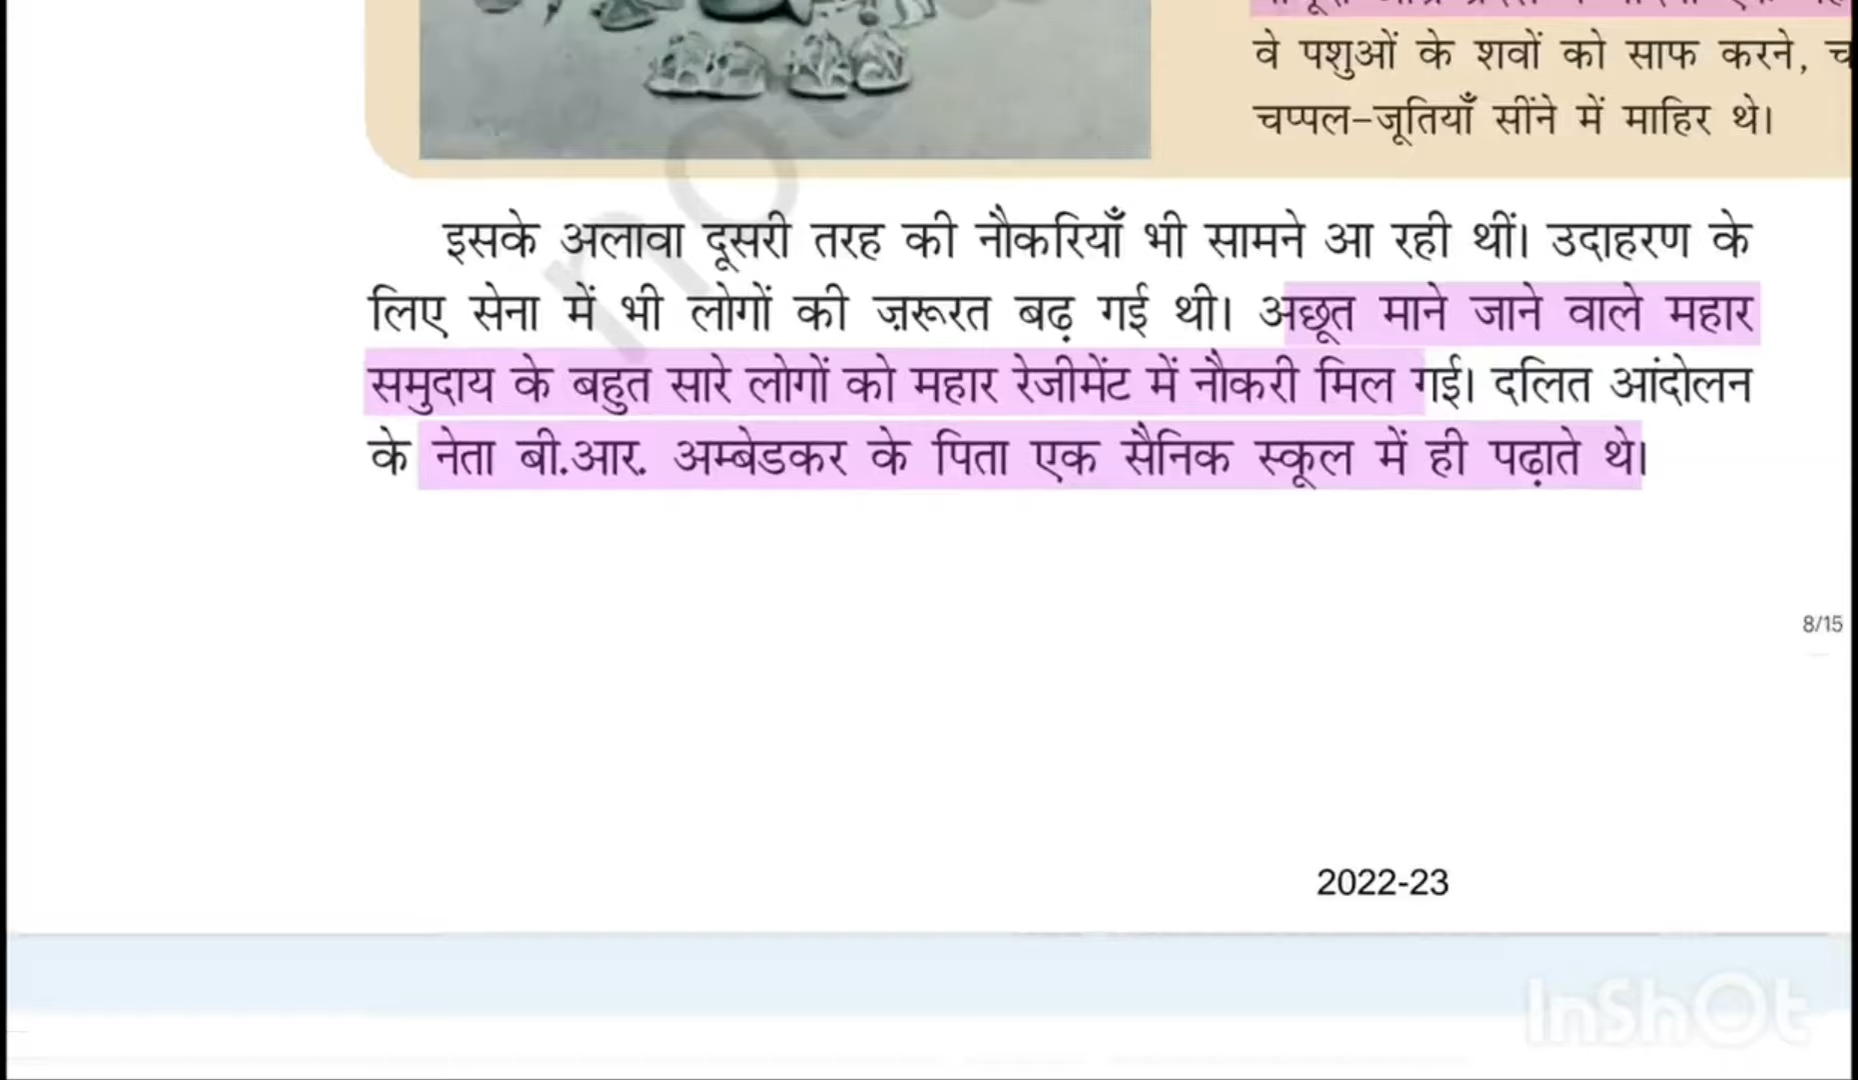 वे पशुओं के शवों को साफ करने,
चप्पल-जूतियाँ सींने में माहिर थे।
इसके अलावा दूसरी तरह की नौकरियाँ भी सामने आ रही थीं। उदाहरण के
लिए सेना में भी लोगों की ज़रूरत बढ़ गई थी। अछूत माने जाने वाले महार
समुदाय के बहुत सारे लोगों को महार रेजीमेंट में नौकरी मिल गई। दलित आंदोलन
के नेता बी.आर. अम्बेडकर के पिता एक सैनिक स्कूल में ही पढ़ाते थे।
8/15
2022-23
InShOt